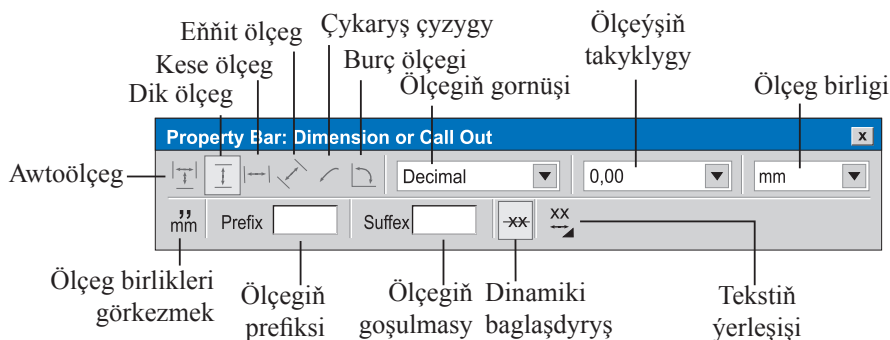 Eňňit ölçeg
Çykaryş çyzygy
Ölçeýşiň
takyklygy
Kese ölçeg
Burç ölçegi
Dik ölçeg
Ölçegiň gornüşi
Ölçeg birligi
Property Bar: Dimension or Call Out
x
Awtoölçeg
Decimal
0,00
mm
”
mm
Prefix
Suffex
xx
xx
Ölçeg birlikleri
görkezmek
Ölçegiň
prefiksi
Ölçegiň
goşulmasy
Dinamiki
baglaşdyryş
Tekstiň
ýerleşişi